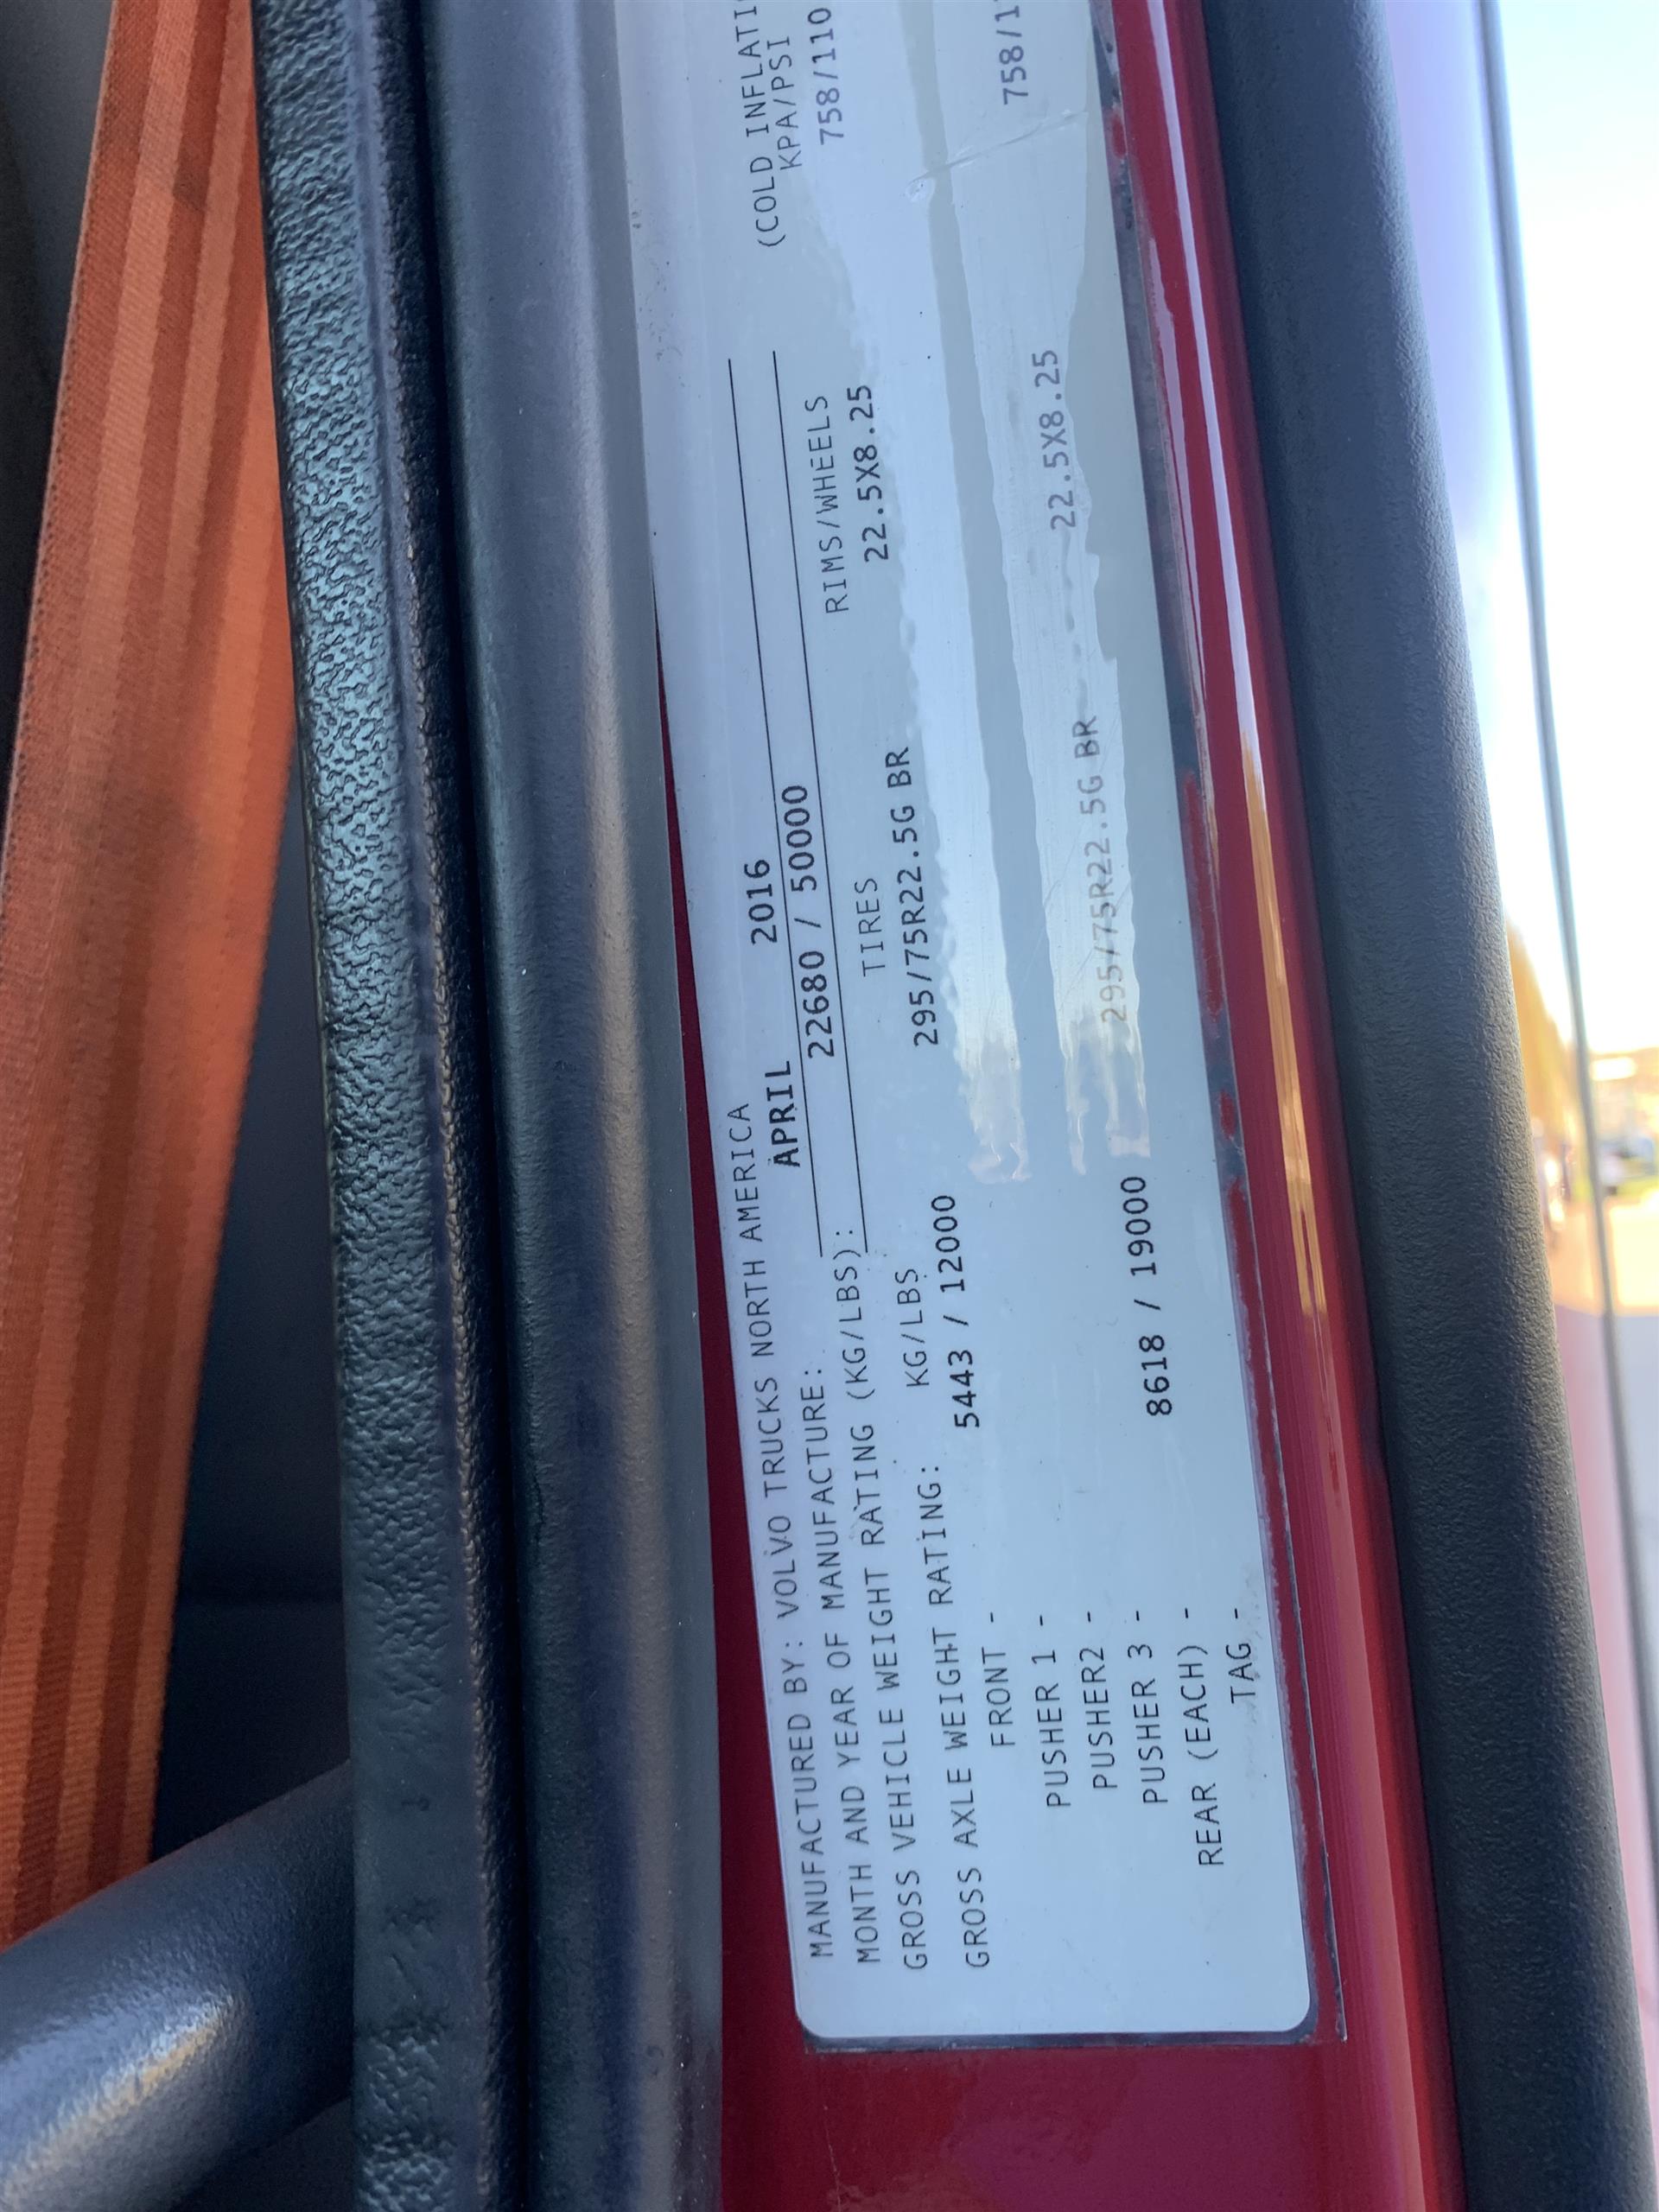 MANUFACTURED BY: VOLVO TRUCKS NORTH AMERICA
MONTH AND YEAR OF MANUFACTURE: APRIL 2016
GROSS VEHICLE WEIGHT RATING (KG/LBS): 22680 / 50000
GROSS AXLE WEIGHT RATING: KG/LBS TIRES RIMS/WHEELS (COLD INFLATI
KPA/PSI
FRONT - 5443 / 12000 295/75R22.5G BR 22.5X8.25 758/110
PUSHER 1 -
PUSHER2 -
PUSHER 3 -
REAR (EACH) - 8618 / 19000 295/75R22.5G BR 22.5X8.25 758/1
TAG -